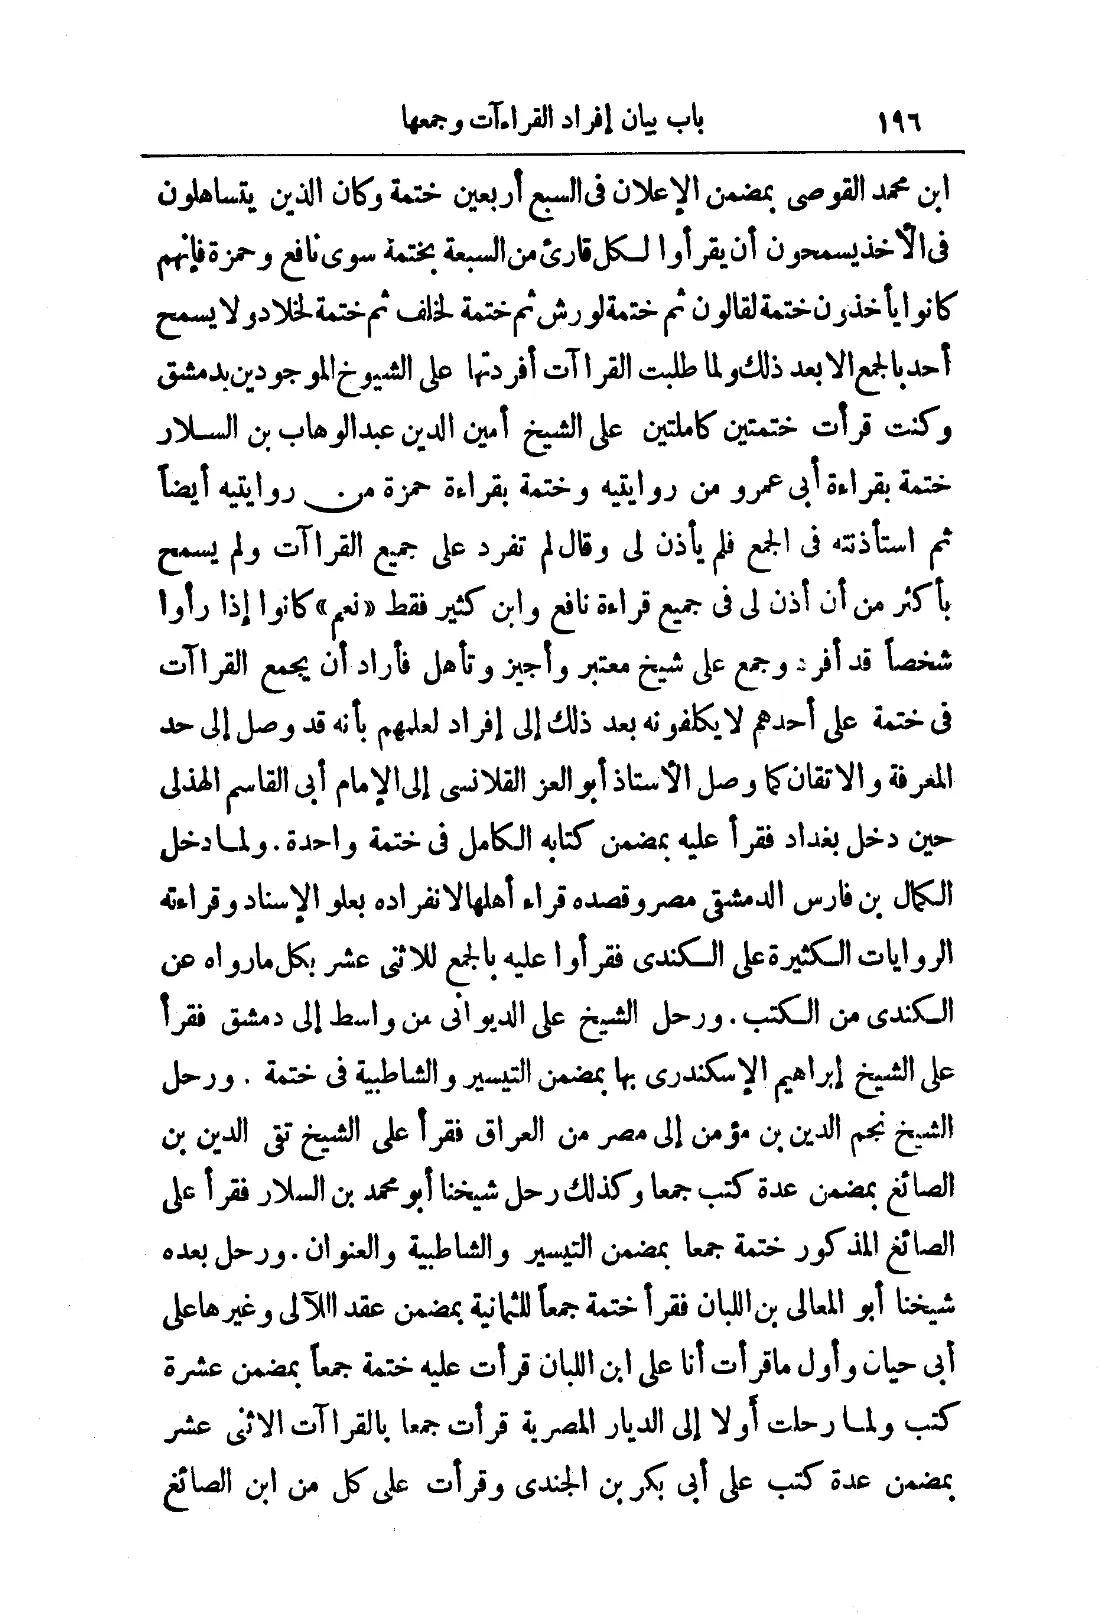 ١٩٦ باب بيان إفراد القراءآت وجمعها
ابن محمد القوصى بمضمن الإعلان فى السبع أربعين ختمة وكان الذين يتساهلون
فى الأخذ يسمحون أن يقرأوا لكل قارئ من السبعة بختمة سوى نافع وحمزة فإنهم
كانوا يأخذون ختمة لقالون ثم ختمة لورش ثم ختمة لخلف ثم ختمة لخلاد ولا يسمح
أحد بالجمع الا بعد ذلك ولما طلبت القراآت أفردتها على الشيوخ الموجودين بدمشق
وكنت قرأت ختمتين كاملتين على الشيخ أمين الدين عبد الوهاب بن السلار
ختمة بقراءة أبى عمرو من روايتيه وختمة بقراءة حمزة من روايتيه أيضاً
ثم استأذنته فى الجمع فلم يأذن لى وقال لم تفرد على جميع القراآت ولم يسمح
بأكثر من أن أذن لى فى جميع قراءة نافع وابن كثير فقط «نعم» كانوا إذا رأوا
شخصاً قد أفرد وجمع على شيخ معتبر وأجيز وتأهل فأراد أن يجمع القراآت
فى ختمة على أحدهم لا يكلفونه بعد ذلك إلى إفراد لعلمهم بأنه قد وصل إلى حد
المعرفة والاتقان كما وصل الأستاذ أبو العز القلانسى إلى الإمام أبى القاسم الهذلى
حين دخل بغداد فقرأ عليه بمضمن كتابه الكامل فى ختمة واحدة. ولما دخل
الكمال بن فارس الدمشقى مصر وقصده قراء أهلها لانفراده بعلو الإسناد وقراءته
الروايات الكثيرة على الكندى فقرأوا عليه بالجمع للاثنى عشر بكل ما رواه عن
الكندى من الكتب. ورحل الشيخ على الديوانى من واسط إلى دمشق فقرأ
على الشيخ إبراهيم الإسكندرى بها بمضمن التيسير والشاطبية فى ختمة . ورحل
الشيخ نجم الدين بن مؤمن إلى مصر من العراق فقرأ على الشيخ تقى الدين بن
الصائغ بمضمن عدة كتب جمعا وكذلك رحل شيخنا أبو محمد بن السلار فقرأ على
الصائغ المذكور ختمة جمعا بمضمن التيسير والشاطبية والعنوان. ورحل بعده
شيخنا أبو المعالى بن اللبان فقرأ ختمة جمعاً للثمانية بمضمن عقد اللآلى وغيرها على
أبى حيان وأول ما قرأت أنا على ابن اللبان قرأت عليه ختمة جمعاً بمضمن عشرة
كتب ولما رحلت أولا إلى الديار المصرية قرأت جمعا بالقراآت الاثنى عشر
بمضمن عدة كتب على أبى بكر بن الجندى وقرأت على كل من ابن الصائغ